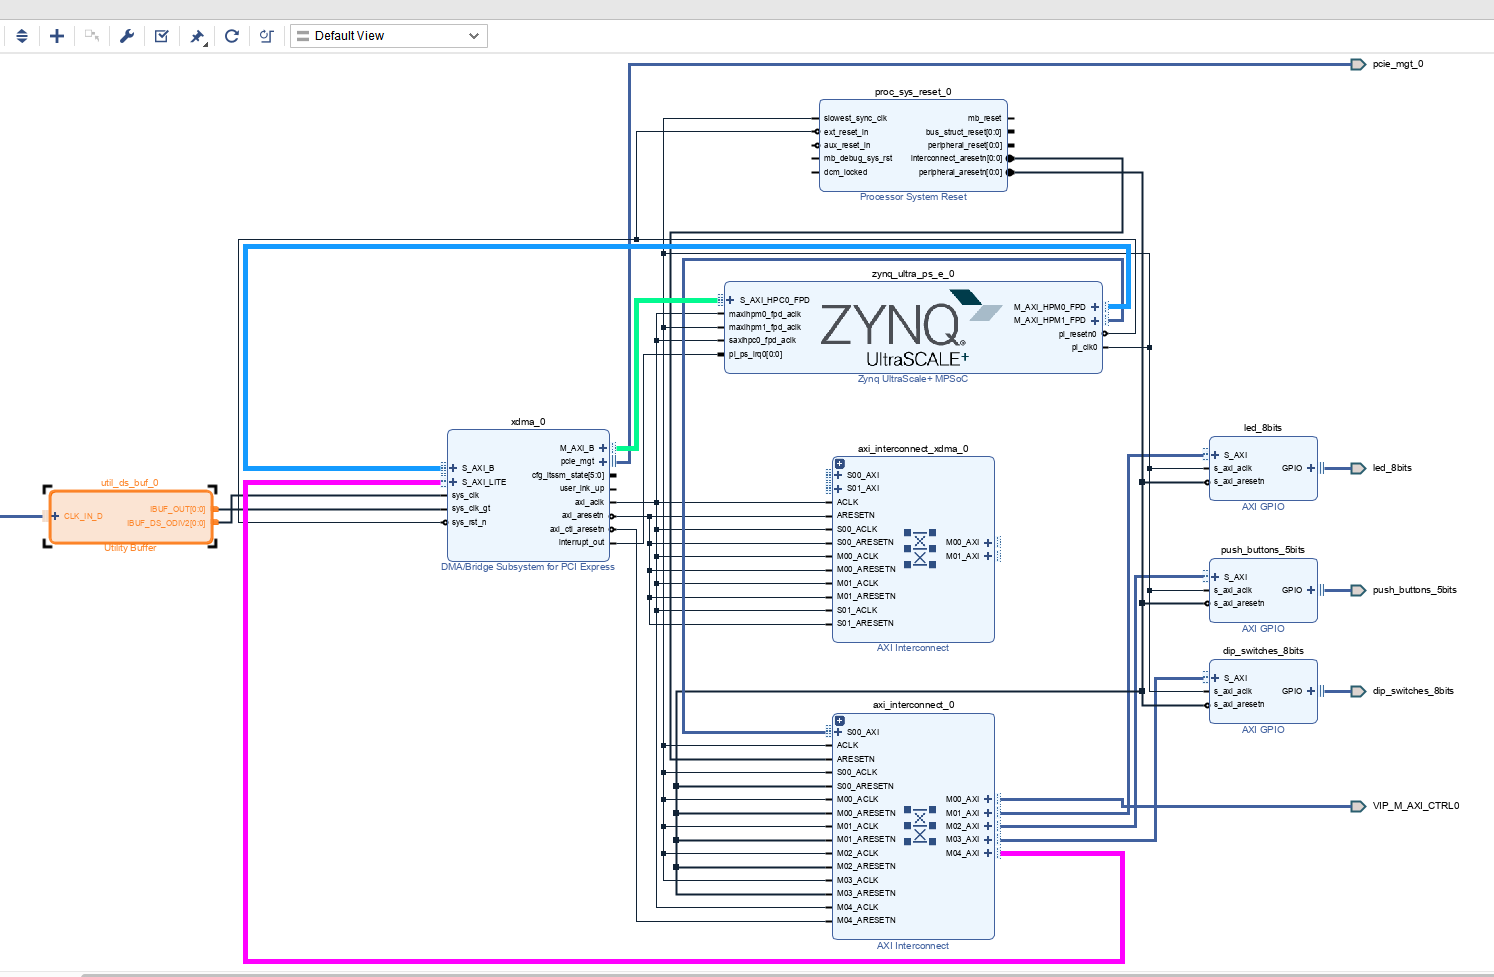 Default View
pcie_mgt_0
proc_sys_reset_0
slowest_sync_clk
ext_reset_in
aux_reset_in
mb_debug_sys_rst
dcm_locked
mb_reset
bus_struct_reset[0:0]
peripheral_reset[0:0]
interconnect_aresetn[0:0]
peripheral_aresetn[0:0]
Processor System Reset
zynq_ultra_ps_e_0
S_AXI_HPC0_FPD
maxihpm0_fpd_aclk
maxihpm1_fpd_aclk
saxihpc0_fpd_aclk
pl_ps_irq0[0:0]
ZYNQ
UltraSCALE+
M_AXI_HPM0_FPD
M_AXI_HPM1_FPD
pl_resetn0
pl_clk0
Zynq UltraScale+ MPSoC
xdma_0
S_AXI_B
S_AXI_LITE
sys_clk
sys_clk_gt
sys_rst_n
M_AXI_B
pcie_mgt
cfg_ltssm_state[5:0]
user_lnk_up
axi_aclk
axi_aresetn
axi_ctl_aresetn
interrupt_out
DMA/Bridge Subsystem for PCI Express
util_ds_buf_0
CLK_IN_D
IBUF_OUT[0:0]
IBUF_DS_ODIV2[0:0]
Utility Buffer
axi_interconnect_xdma_0
S00_AXI
S01_AXI
ACLK
ARESETN
S00_ACLK
S00_ARESETN
M00_ACLK
M00_ARESETN
M01_ACLK
M01_ARESETN
S01_ACLK
S01_ARESETN
M00_AXI
M01_AXI
AXI Interconnect
axi_interconnect_0
S00_AXI
ACLK
ARESETN
S00_ACLK
S00_ARESETN
M00_ACLK
M00_ARESETN
M01_ACLK
M01_ARESETN
M02_ACLK
M02_ARESETN
M03_ACLK
M03_ARESETN
M04_ACLK
M04_ARESETN
M00_AXI
M01_AXI
M02_AXI
M03_AXI
M04_AXI
AXI Interconnect
led_8bits
S_AXI
s_axi_aclk
s_axi_aresetn
GPIO
AXI GPIO
led_8bits
push_buttons_5bits
S_AXI
s_axi_aclk
s_axi_aresetn
GPIO
AXI GPIO
push_buttons_5bits
dip_switches_8bits
S_AXI
s_axi_aclk
s_axi_aresetn
GPIO
AXI GPIO
dip_switches_8bits
VIP_M_AXI_CTRL0